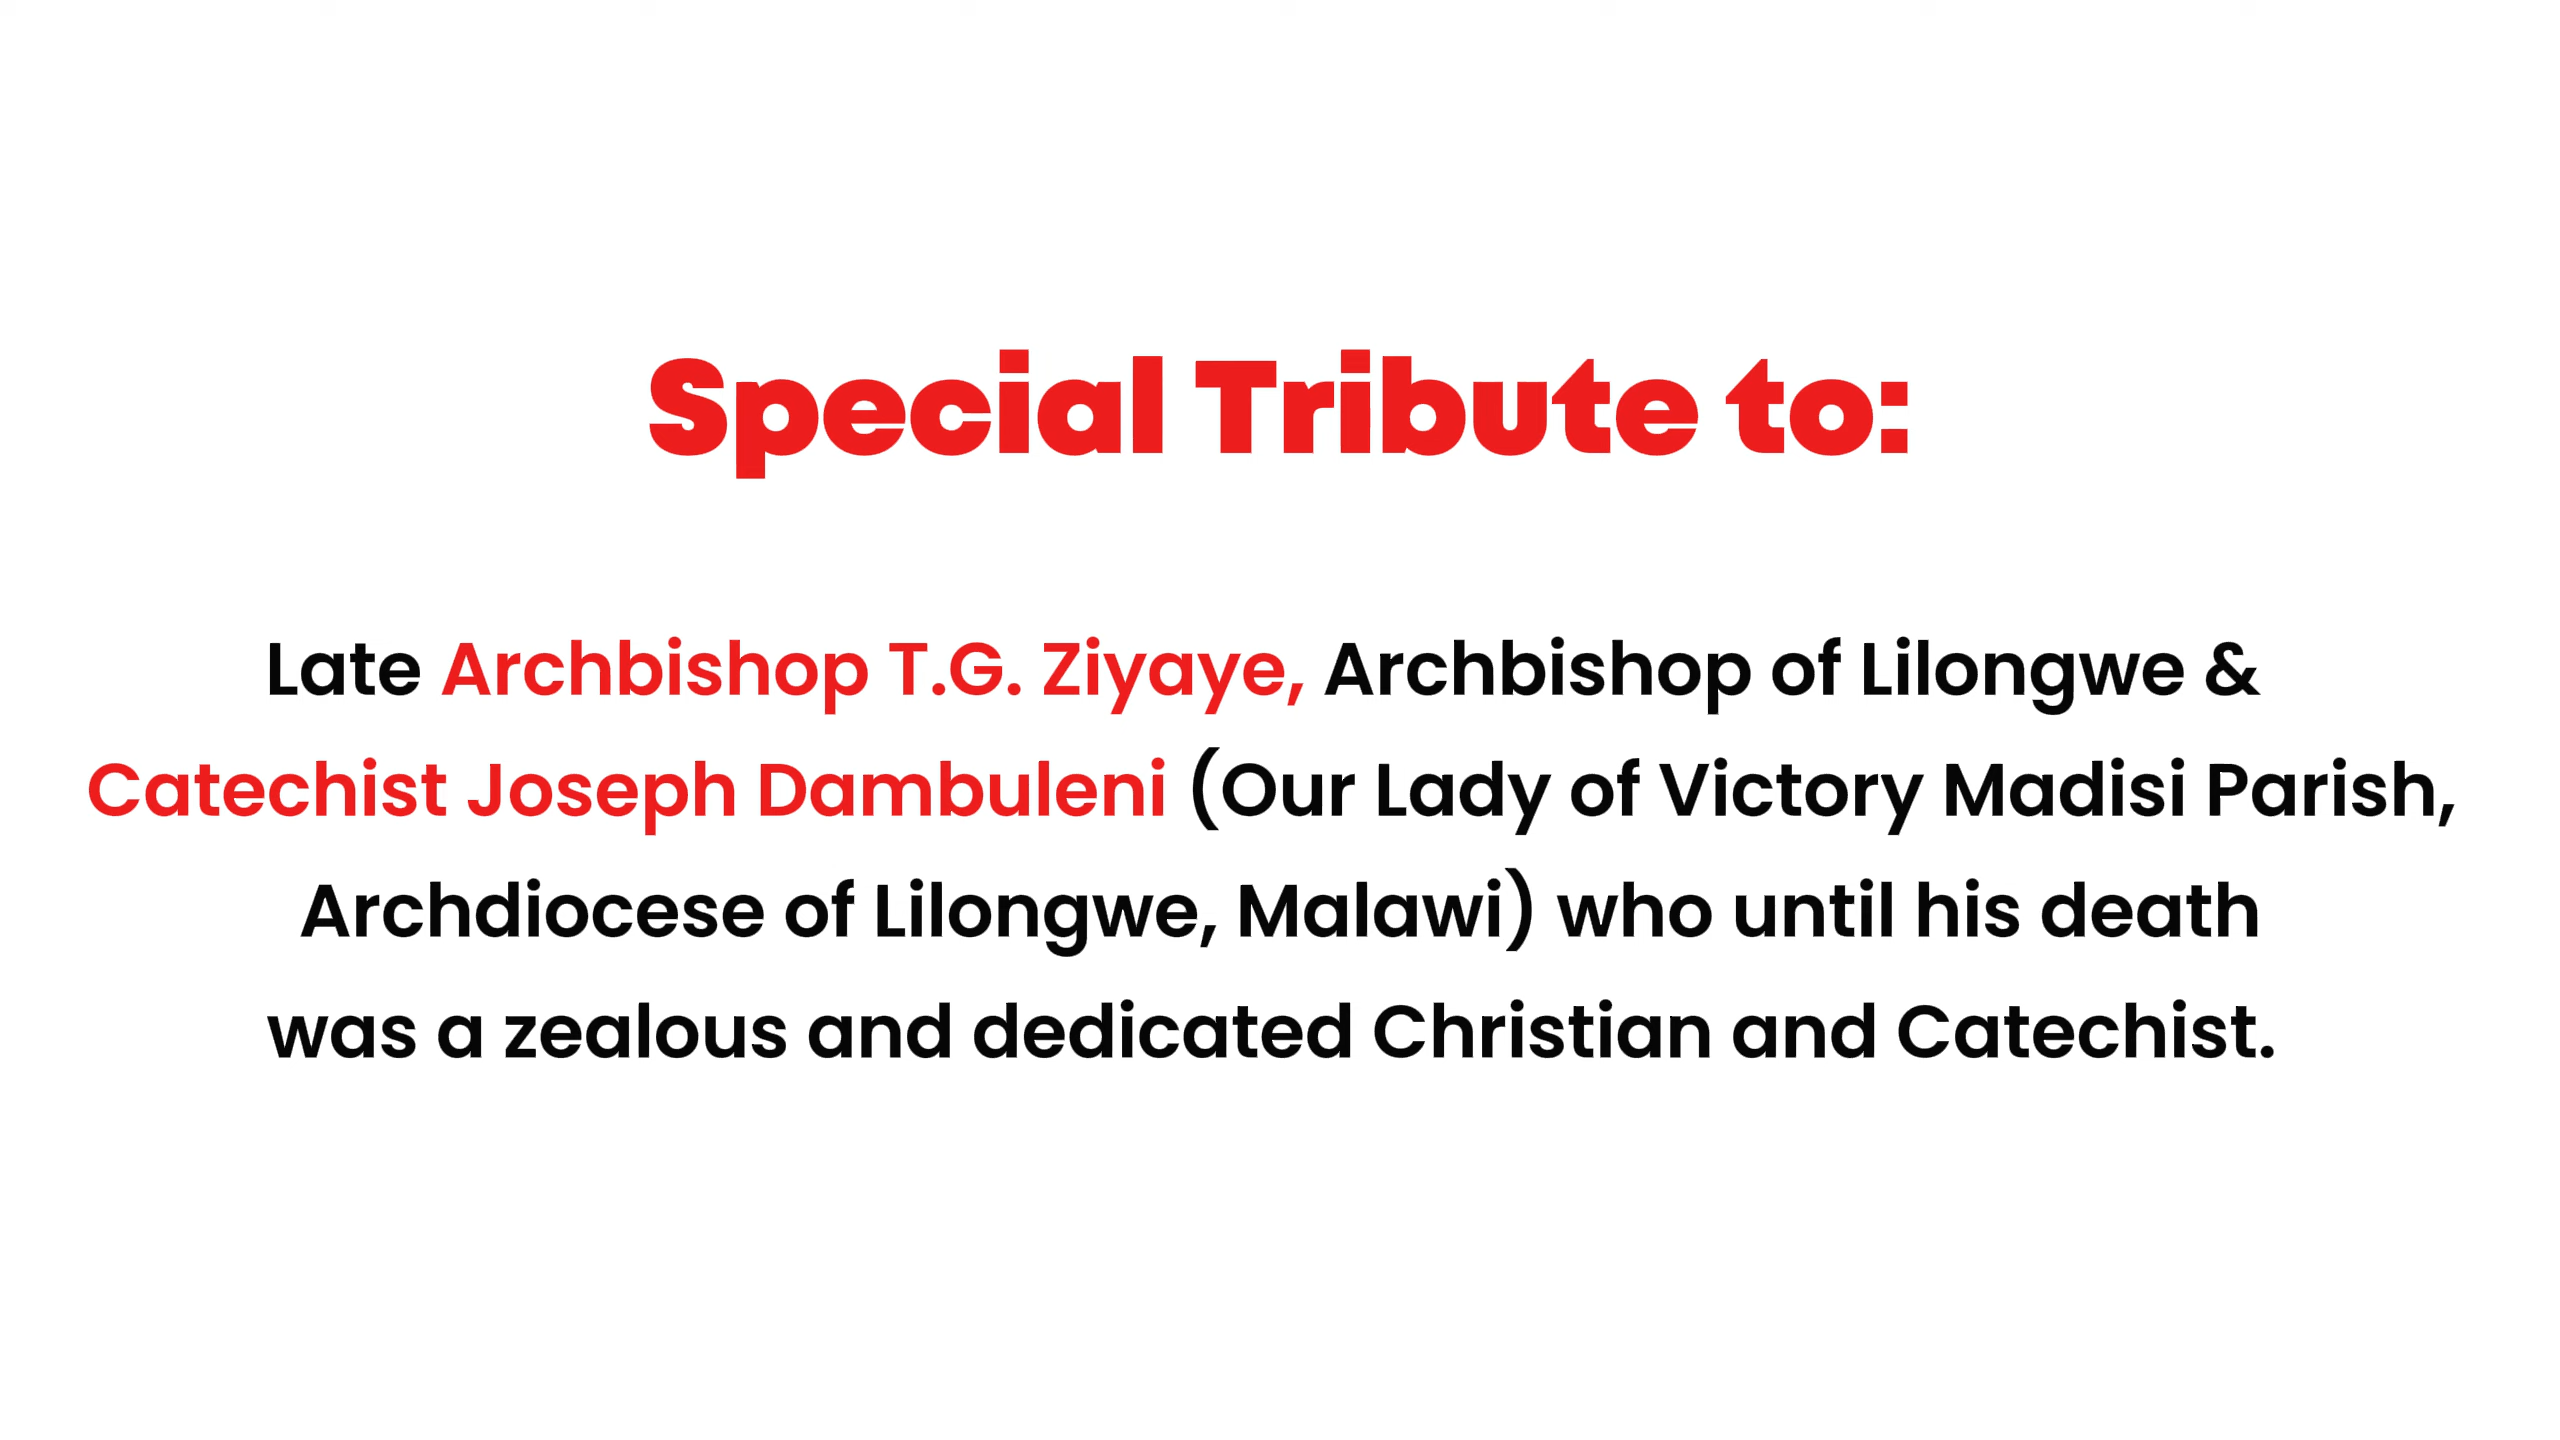 Special Tribute to:
Late Archbishop T.G. Ziyaye, Archbishop of Lilongwe &
Catechist Joseph Dambuleni (Our Lady of Victory Madisi Parish,
Archdiocese of Lilongwe, Malawi) who until his death
was a zealous and dedicated Christian and Catechist.